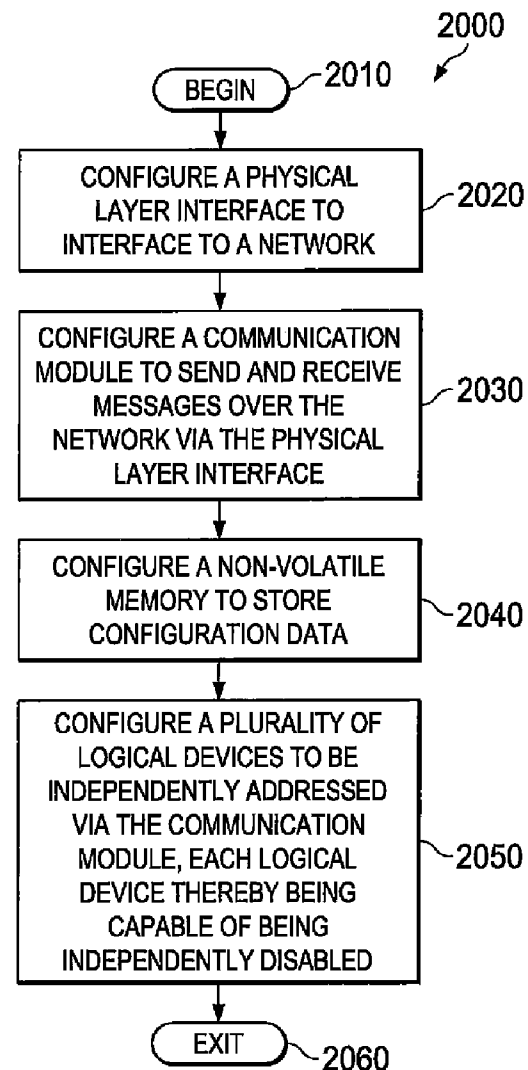 2000
BEGIN
2010
CONFIGURE A PHYSICAL
LAYER INTERFACE TO
INTERFACE TO A NETWORK
2020
CONFIGURE A COMMUNICATION
MODULE TO SEND AND RECEIVE
MESSAGES OVER THE
NETWORK VIA THE PHYSICAL
LAYER INTERFACE
2030
CONFIGURE A NON-VOLATILE
MEMORY TO STORE
CONFIGURATION DATA
2040
CONFIGURE A PLURALITY OF
LOGICAL DEVICES TO BE
INDEPENDENTLY ADDRESSED
VIA THE COMMUNICATION
MODULE, EACH LOGICAL
DEVICE THEREBY BEING
CAPABLE OF BEING
INDEPENDENTLY DISABLED
2050
EXIT
2060